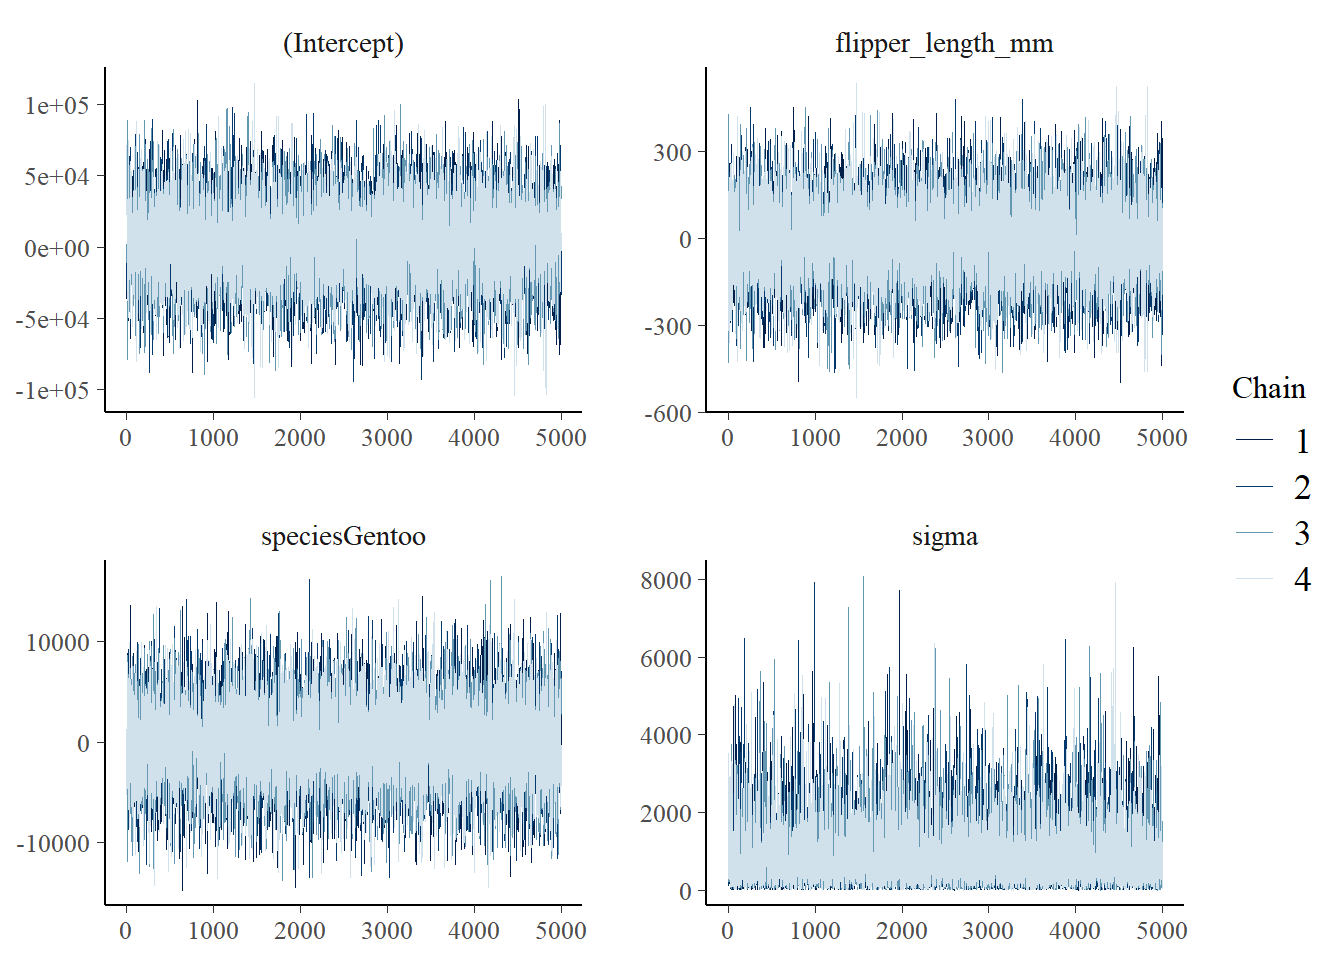 (Intercept)
1e+05
5e+04
0e+00
-5e+04
-1e+05
0 1000 2000 3000 4000 5000
flipper_length_mm
300
0
-300
-600
0 1000 2000 3000 4000 5000
speciesGentoo
10000
0
-10000
0 1000 2000 3000 4000 5000
sigma
8000
6000
4000
2000
0
0 1000 2000 3000 4000 5000
Chain
1
2
3
4